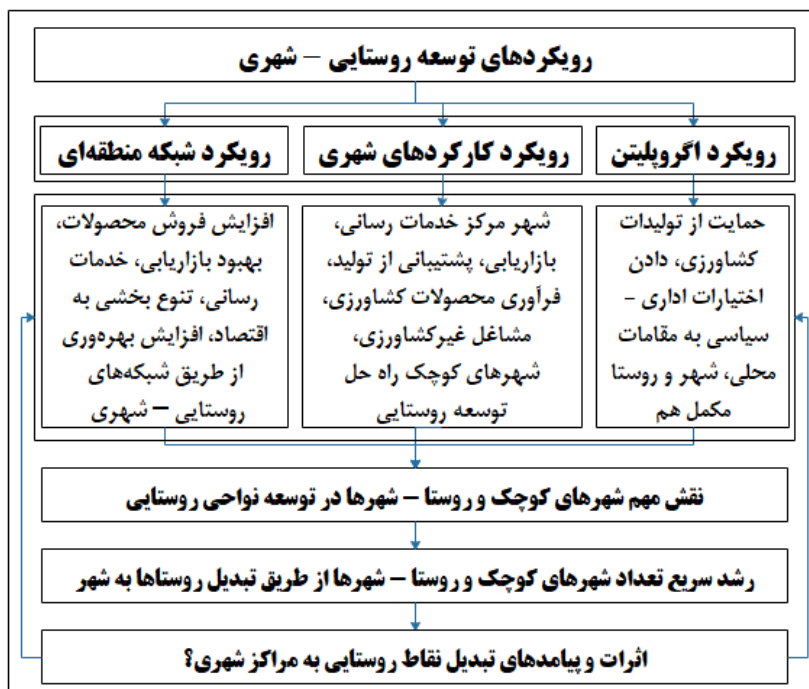 رویکردهای توسعه روستایی – شهری
رویکرد اگروپلیتن
رویکرد کارکردهای شهری
رویکرد شبکه منطقه‌ای
حمایت از تولیدات
کشاورزی، دادن
اختیارات اداری -
سیاسی به مقامات
محلی، شهر و روستا
مکمل هم
شهر مرکز خدمات رسانی،
بازاریابی، پشتیبانی از تولید،
فرآوری محصولات کشاورزی،
مشاغل غیرکشاورزی،
شهرهای کوچک راه حل
توسعه روستایی
افزایش فروش محصولات،
بهبود بازاریابی، خدمات
رسانی، تنوع بخشی به
اقتصاد، افزایش بهره‌وری
از طریق شبکه‌های
روستایی – شهری
نقش مهم شهرهای کوچک و روستا – شهرها در توسعه نواحی روستایی
رشد سریع تعداد شهرهای کوچک و روستا – شهرها از طریق تبدیل روستاها به شهر
اثرات و پیامدهای تبدیل نقاط روستایی به مراکز شهری؟